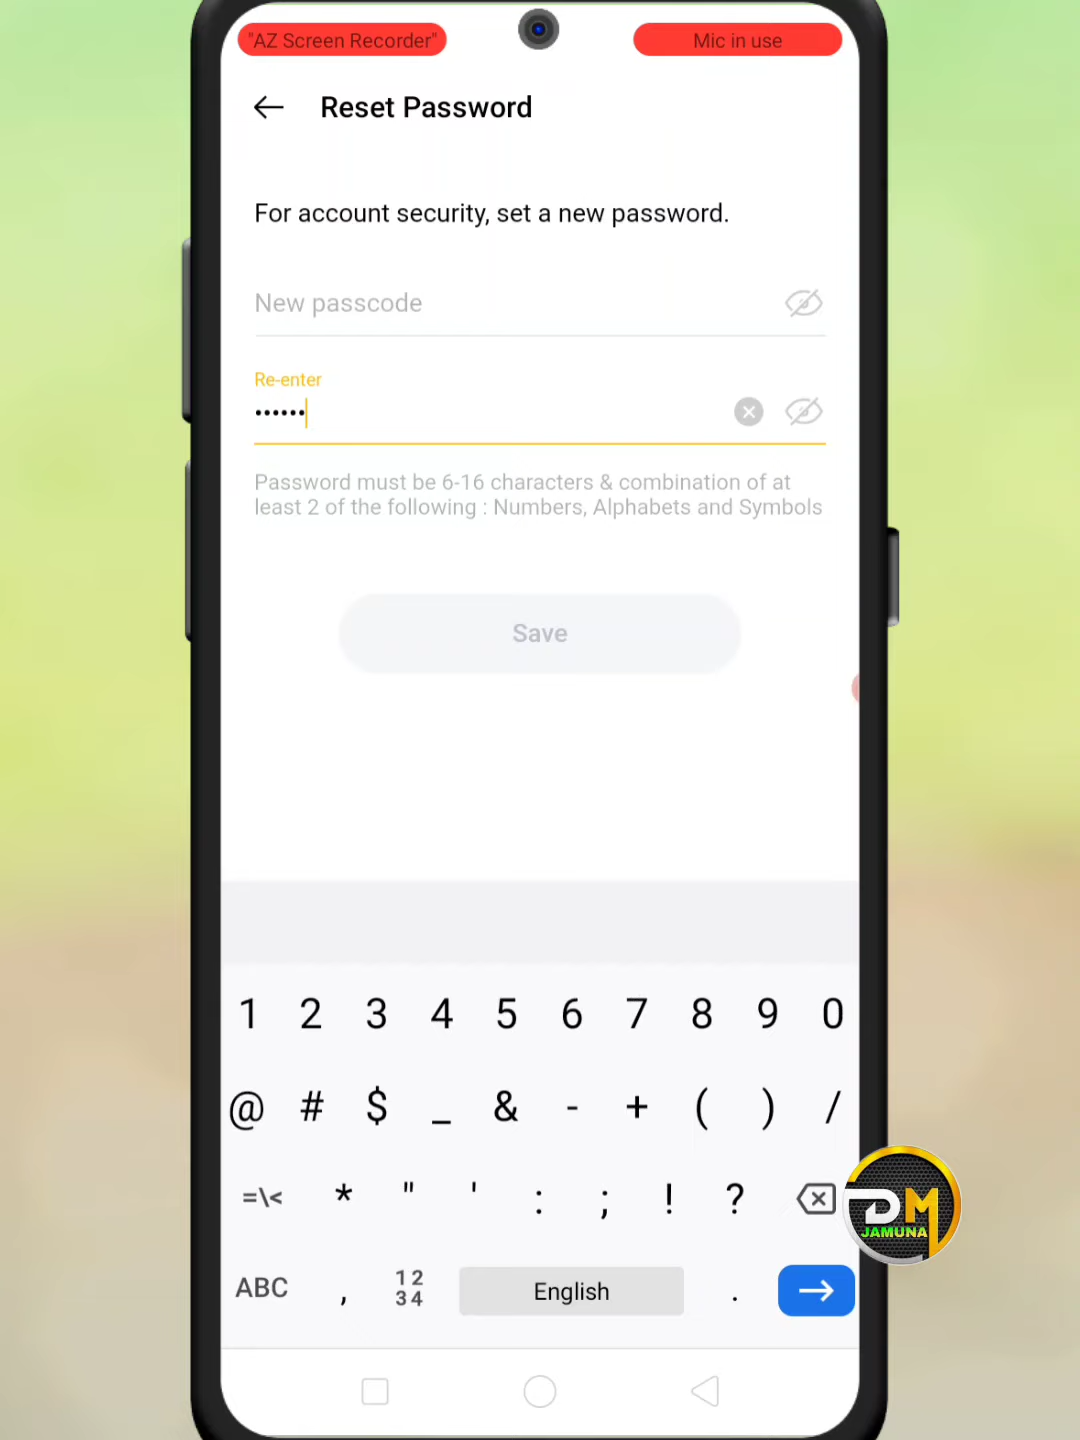 "AZ Screen Recorder"
Mic in use
Reset Password
For account security, set a new password.
New passcode
Re-enter
••••••
Password must be 6-16 characters & combination of at
least 2 of the following : Numbers, Alphabets and Symbols
Save
1 2 3 4 5 6 7 8 9 0
@ # $ _ & - + ( ) /
=\< * " ' : ; ! ?
ABC , 12 34 English .
DM
JAMUNA